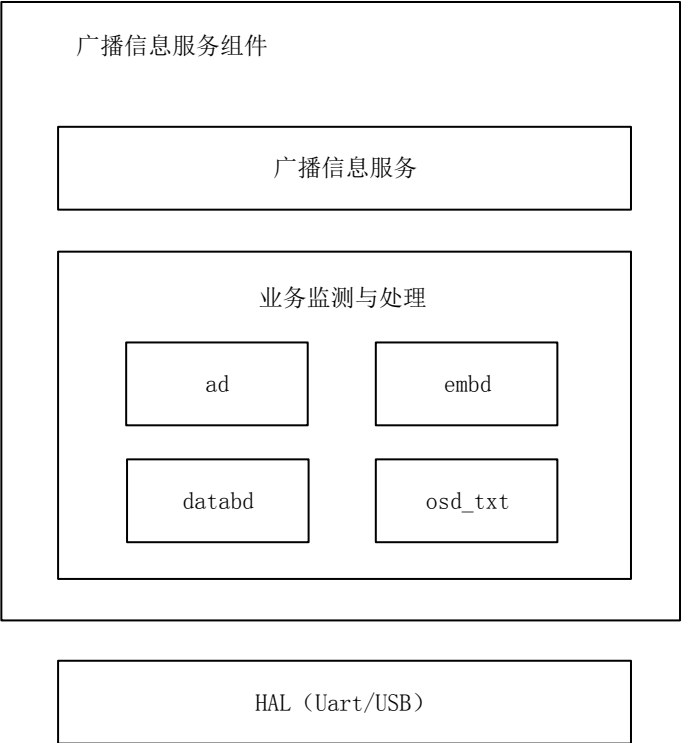 广播信息服务组件
广播信息服务
业务监测与处理
ad
embd
databd
osd_txt
HAL（Uart/USB）